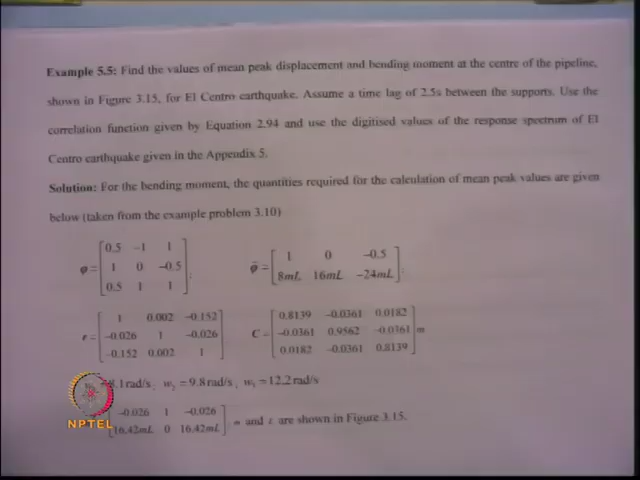 Example 5.5: Find the values of mean peak displacement and bending moment at the centre of the pipeline,
shown in Figure 3.15, for El Centro earthquake. Assume a time lag of 2.5s between the supports. Use the
correlation function given by Equation 2.94 and use the digitised values of the response spectrum of El
Centro earthquake given in the Appendix 5.
Solution: For the bending moment, the quantities required for the calculation of mean peak values are given
below (taken from the example problem 3.10)
φ = [0.5 -1 1; 1 0 -0.5; 0.5 1 1]; φ̄ = [1 0 -0.5; 8mL 16mL -24mL];
r = [1 0.002 -0.152; -0.026 1 -0.026; -0.152 0.002 1] C = [0.8139 -0.0361 0.0182; -0.0361 0.9562 -0.0361; 0.0182 -0.0361 0.8139] m
.1 rad/s; w₂ = 9.8 rad/s; w₃ = 12.2 rad/s
[-0.026 1 -0.026; 16.42mL 0 16.42mL] m and L are shown in Figure 3.15.
NPTEL